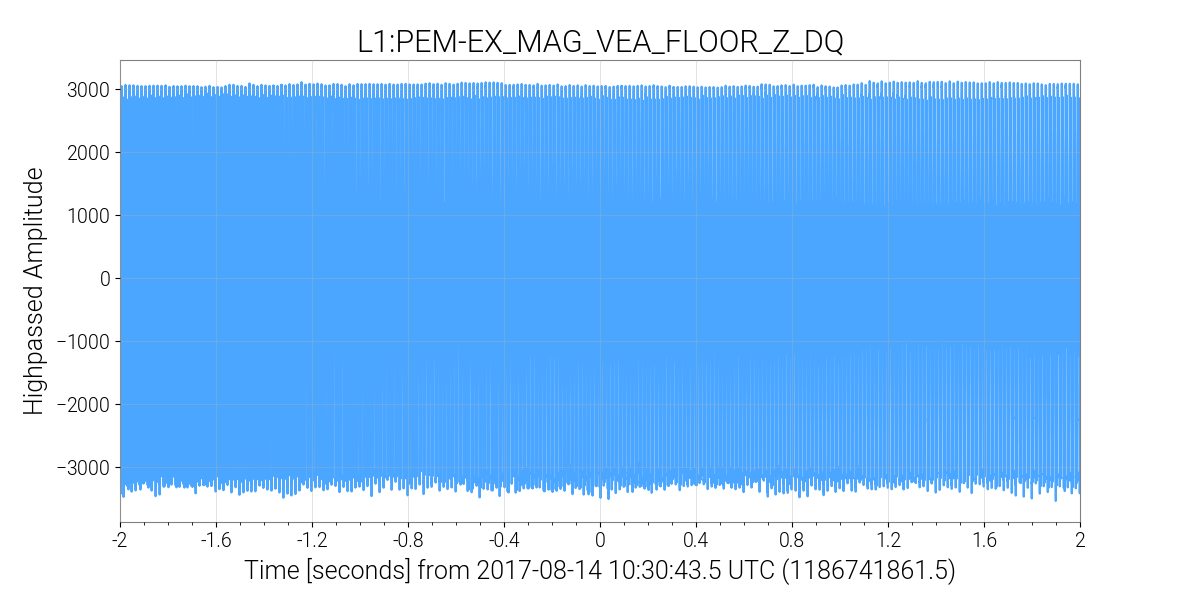 L1:PEM-EX_MAG_VEA_FLOOR_Z_DQ
Highpassed Amplitude
3000
2000
1000
0
−1000
−2000
−3000
-2 -1.6 -1.2 -0.8 -0.4 0 0.4 0.8 1.2 1.6 2
Time [seconds] from 2017-08-14 10:30:43.5 UTC (1186741861.5)